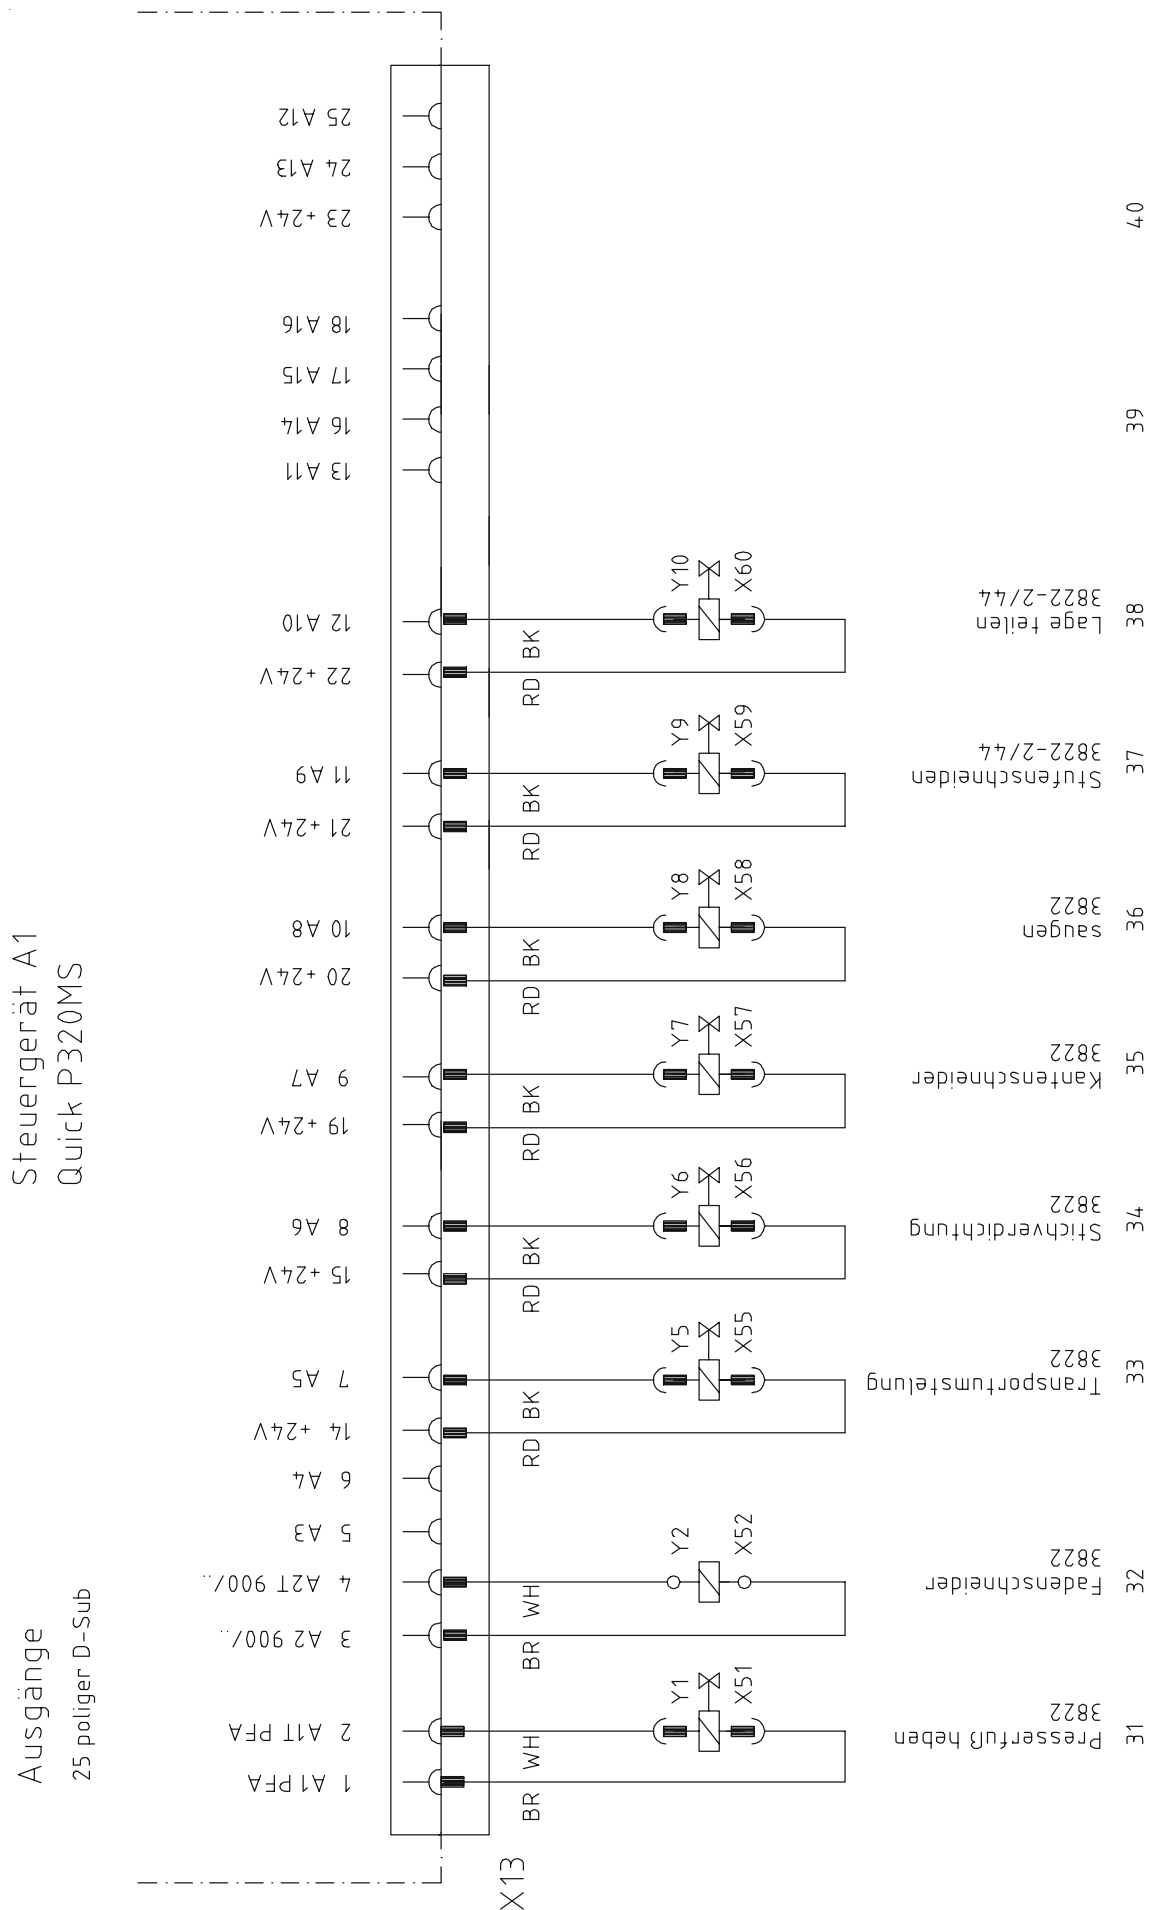 Ausgänge
25 poliger D-Sub
Steuergerät A1
Quick P320MS
X13
1 A1PFA
2 A1T PFA
3 A2 900/..
4 A2T 900/..
5 A3
6 A4
14 +24V
7 A5
15 +24V
8 A6
19 +24V
9 A7
20 +24V
10 A8
21 +24V
11 A9
22 +24V
12 A10
13 A11
16 A14
17 A15
18 A16
23 +24V
24 A13
25 A12
BR WH
BR WH
RD BK
RD BK
RD BK
RD BK
RD BK
RD BK
Y1
X51
Y2
X52
Y5
X55
Y6
X56
Y7
X57
Y8
X58
Y9
X59
Y10
X60
Presserfuß heben
3822
Fadenschneider
3822
Transportumstelung
3822
Stichverdichtung
3822
Kantenschneider
3822
saugen
3822
Stufenschneiden
3822-2/44
Lage teilen
3822-2/44
31
32
33
34
35
36
37
38
39
40